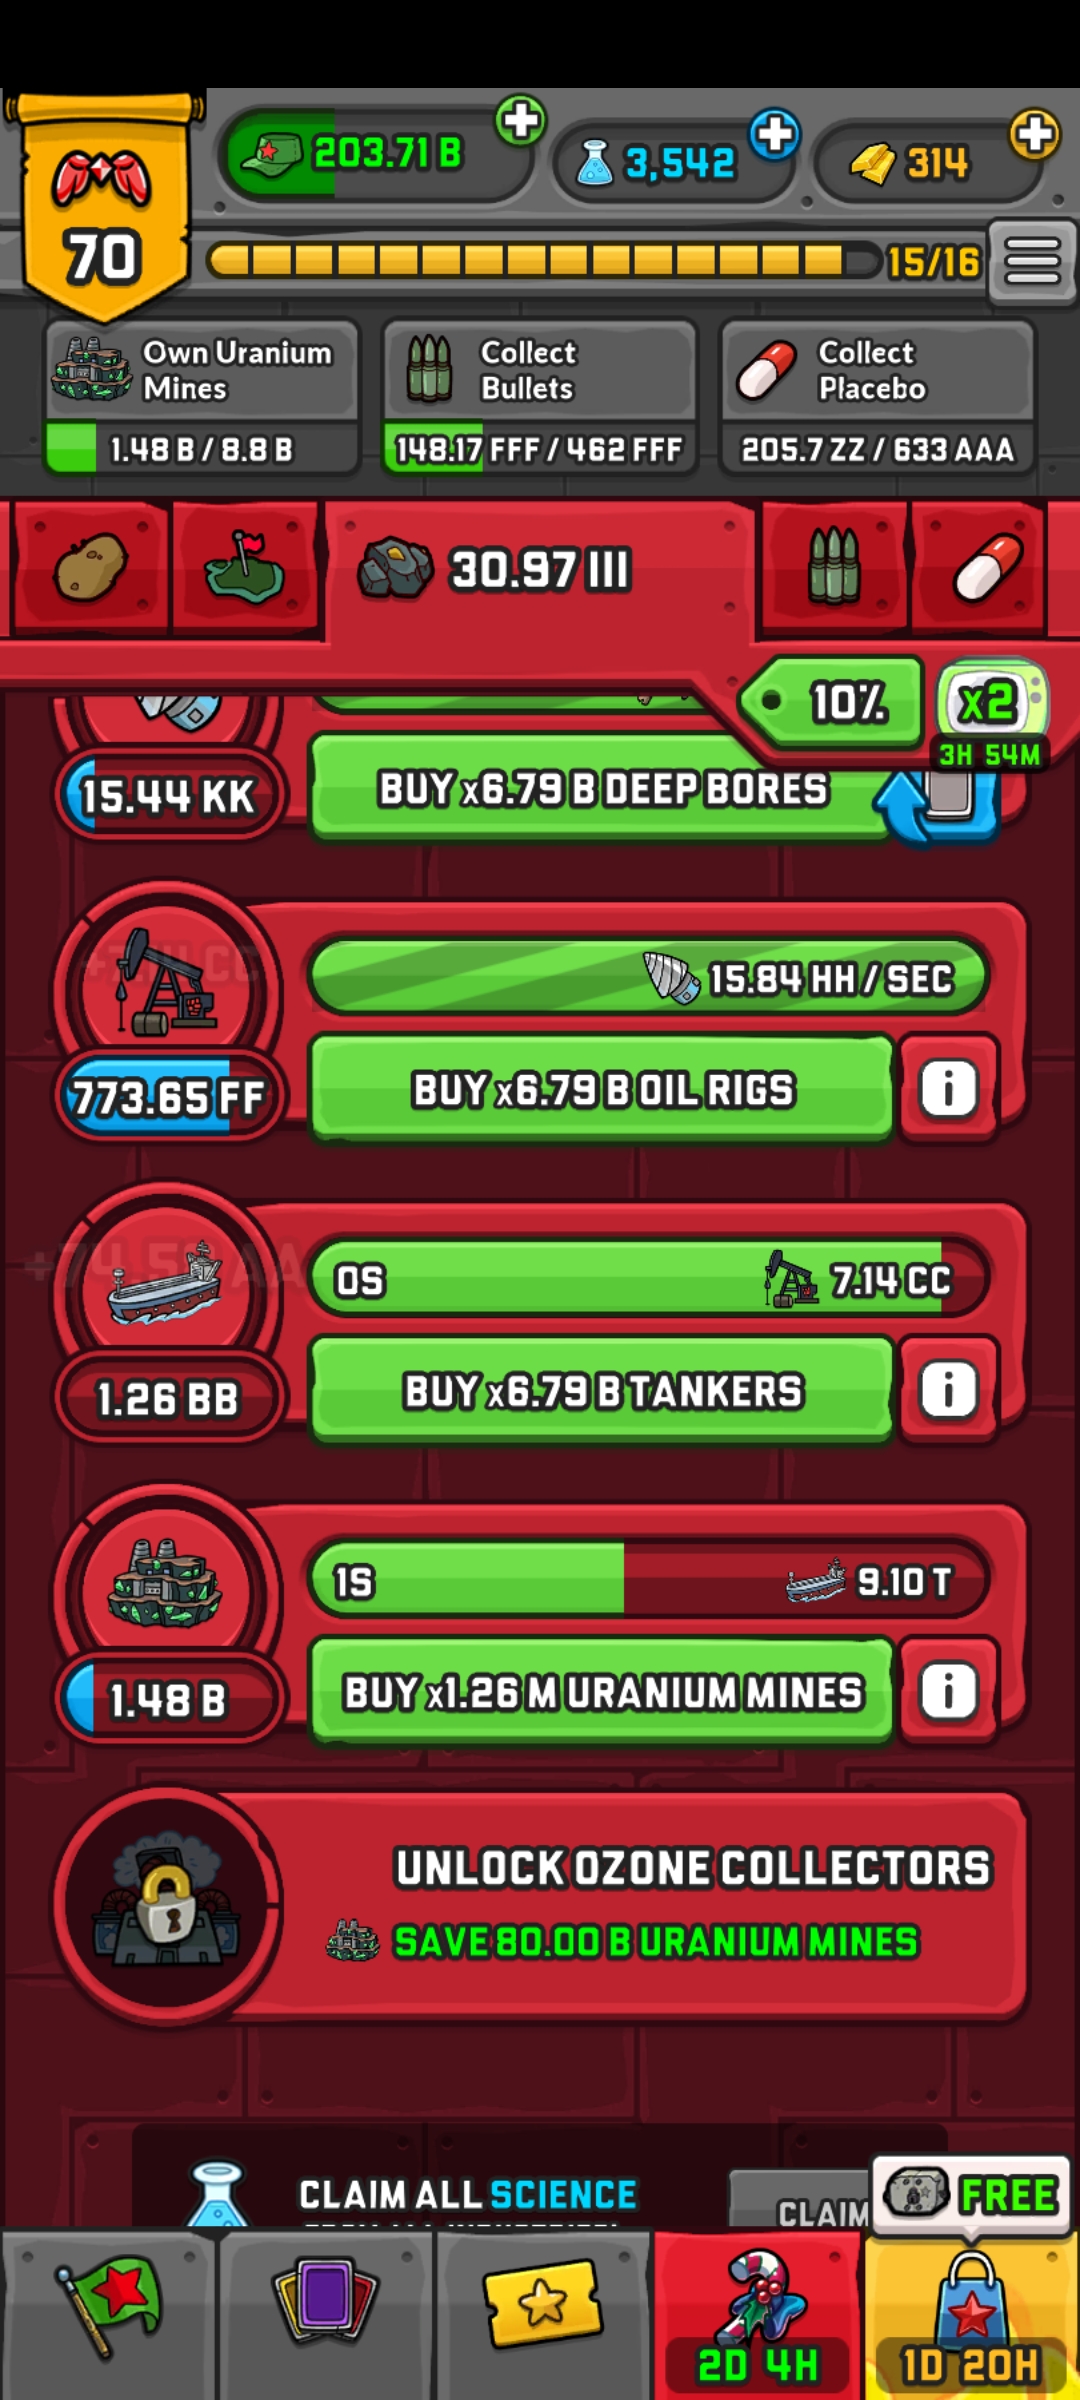 203.71 B
3,542
314
70
15/16
Own Uranium
Mines
1.48 B / 8.8 B
Collect
Bullets
148.17 FFF / 462 FFF
Collect
Placebo
205.7 ZZ / 633 AAA
30.97 III
10%
x2
3H 54M
15.44 KK
BUY x6.79 B DEEP BORES
15.84 HH / SEC
773.65 FF
BUY x6.79 B OIL RIGS
i
0S
7.14 CC
1.26 BB
BUY x6.79 B TANKERS
i
1S
9.10 T
1.48 B
BUY x1.26 M URANIUM MINES
i
UNLOCK OZONE COLLECTORS
SAVE 80.00 B URANIUM MINES
CLAIM ALL SCIENCE
CLAIM
FREE
2D 4H
1D 20H